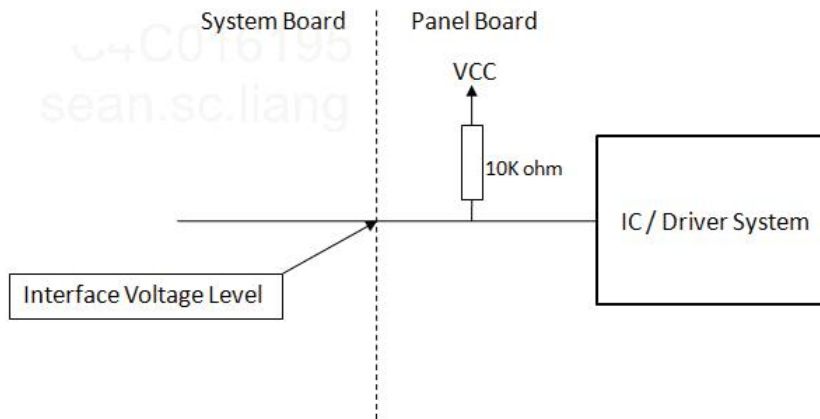 System Board
Panel Board
C4C016195
sean.sc.liang
VCC
10K ohm
IC / Driver System
Interface Voltage Level